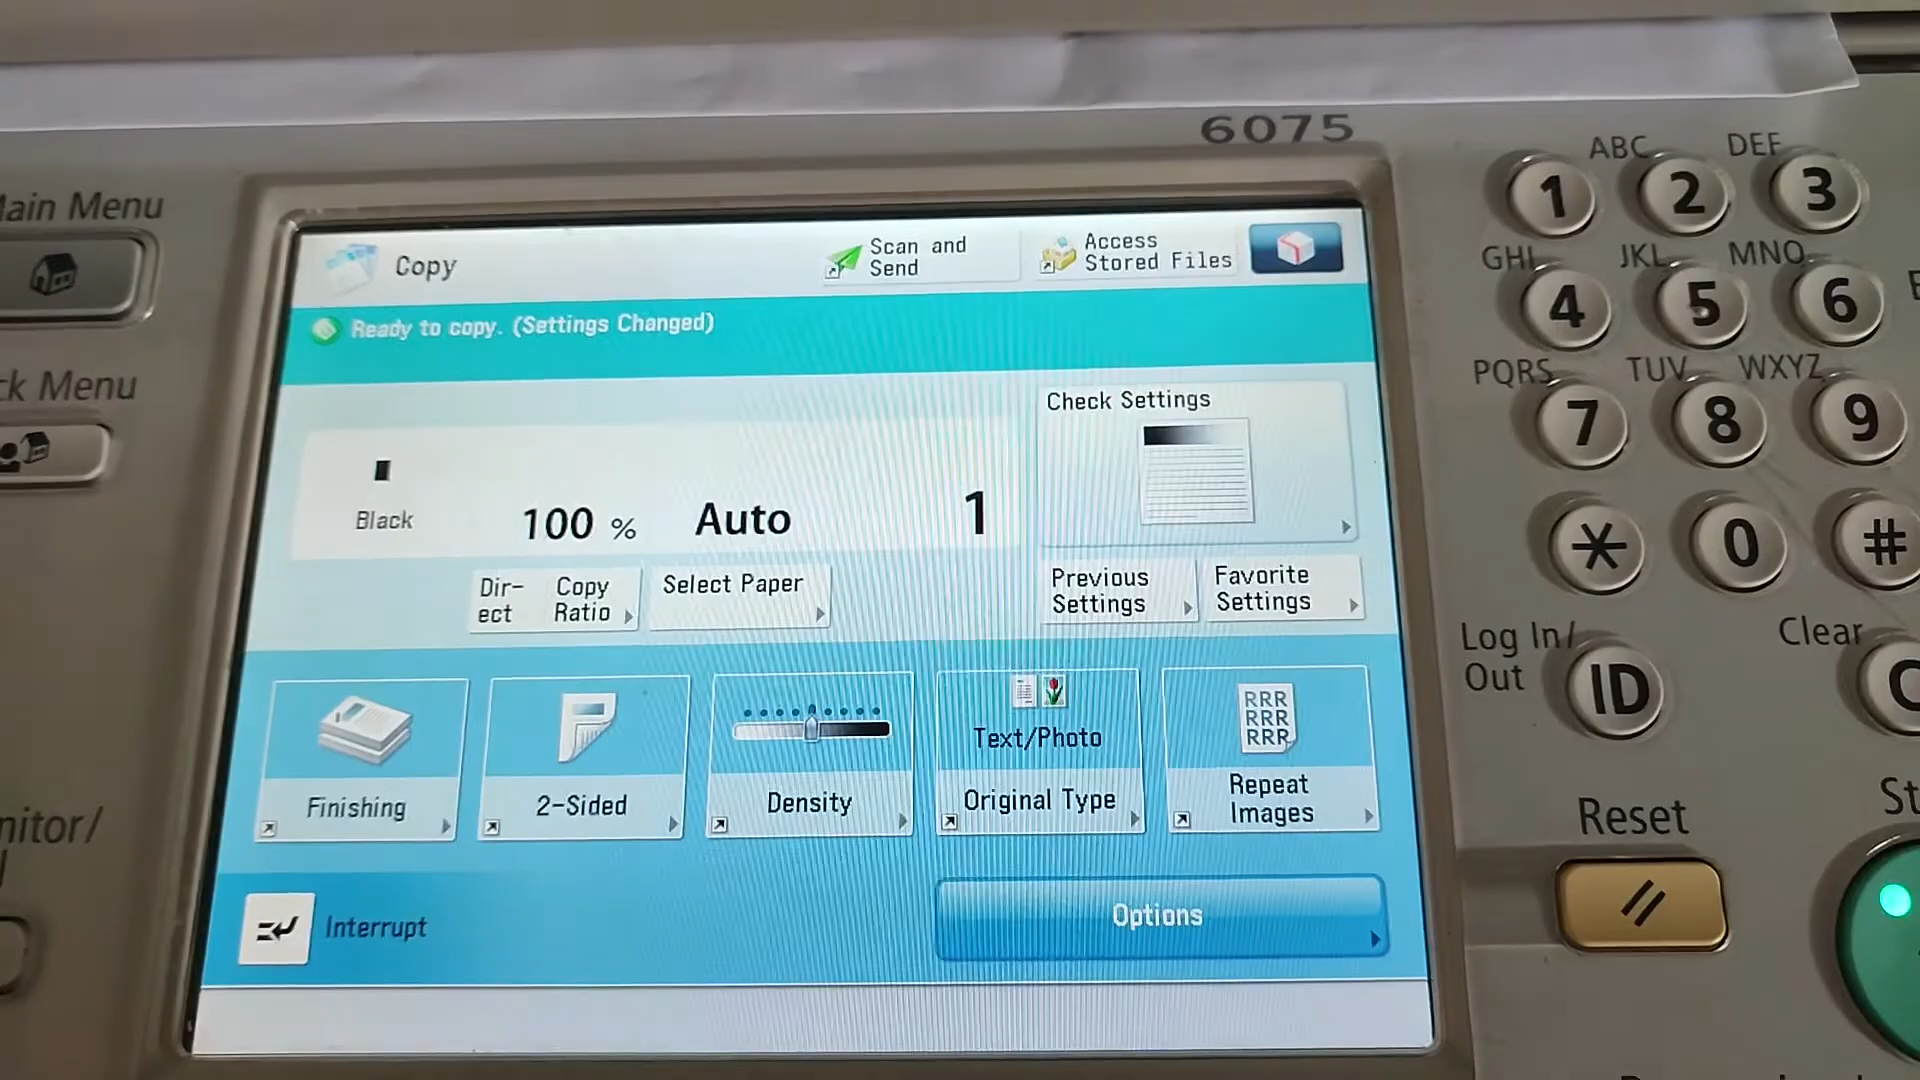 6075
Main Menu
Copy
Scan and
Send
Access
Stored Files
Ready to copy. (Settings Changed)
Black
100 %
Auto
1
Check Settings
Dir-
ect
Copy
Ratio
Select Paper
Previous
Settings
Favorite
Settings
Finishing
2-Sided
Density
Text/Photo
Original Type
RRR
RRR
RRR
Repeat
Images
Interrupt
Options
Menu
ABC
DEF
1
2
3
GHI
JKL
MNO
4
5
6
PQRS
TUV
WXYZ
7
8
9
*
0
#
Log In/
Out
ID
Clear
C
Reset